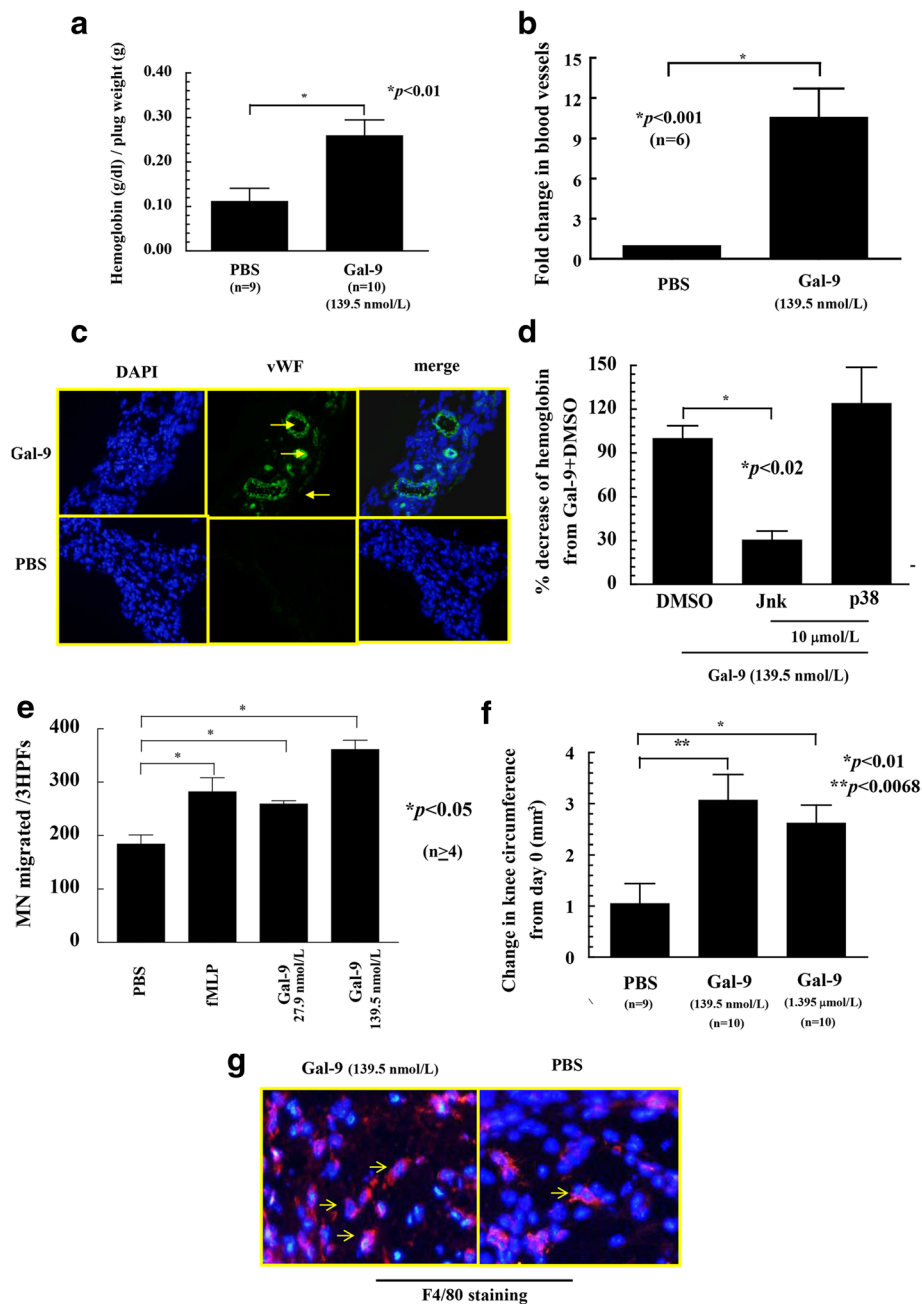 a
Hemoglobin (g/dl) / plug weight (g)
0.40
0.30
0.20
0.10
0.00
*
*p<0.01
PBS
(n=9)
Gal-9
(n=10)
(139.5 nmol/L)
b
Fold change in blood vessels
15
12
9
6
3
0
*
*p<0.001
(n=6)
PBS
Gal-9
(139.5 nmol/L)
c
DAPI
vWF
merge
Gal-9
PBS
d
% decrease of hemoglobin
from Gal-9+DMSO
150
120
90
60
30
0
*
*p<0.02
-
DMSO
Jnk
p38
10 μmol/L
Gal-9 (139.5 nmol/L)
e
MN migrated /3HPFs
400
300
200
100
0
*
*
*
*p<0.05
(n≥4)
PBS
fMLP
Gal-9
27.9 nmol/L
Gal-9
139.5 nmol/L
f
Change in knee circumference
from day 0 (mm³)
4
3
2
1
0
*
**
*p<0.01
**p<0.0068
PBS
(n=9)
Gal-9
(139.5 nmol/L)
(n=10)
Gal-9
(1.395 μmol/L)
(n=10)
g
Gal-9 (139.5 nmol/L)
PBS
F4/80 staining